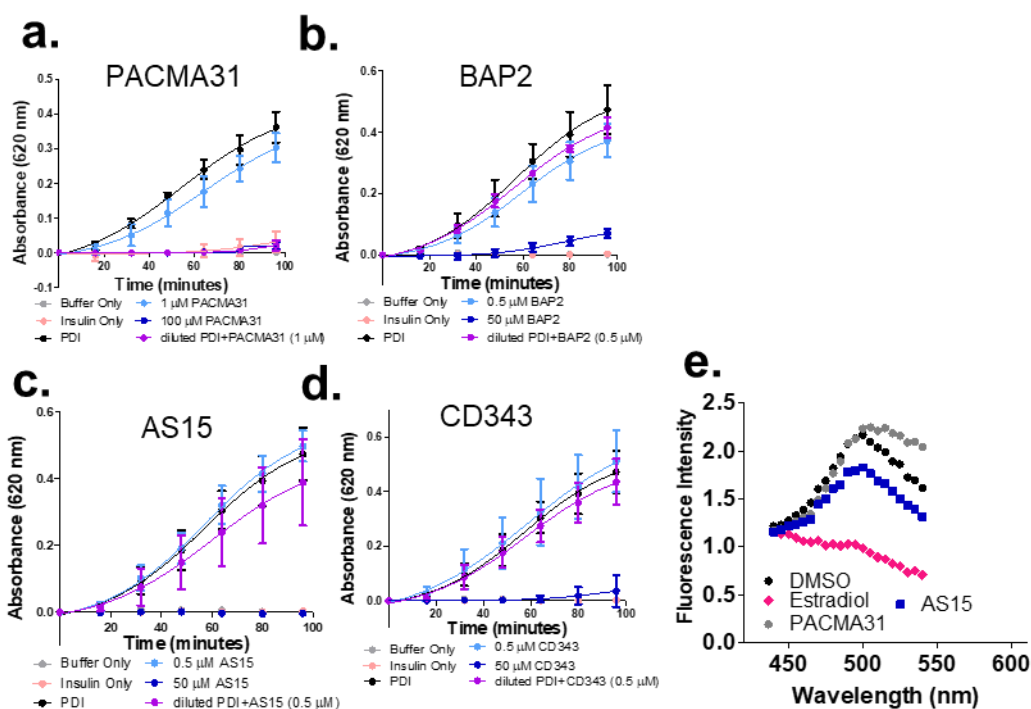 a.
PACMA31
Absorbance (620 nm)
0.5
0.4
0.3
0.2
0.1
0.0
-0.1
20 40 60 80 100
Time (minutes)
Buffer Only
Insulin Only
PDI
1 μM PACMA31
100 μM PACMA31
diluted PDI+PACMA31 (1 μM)
b.
BAP2
Absorbance (620 nm)
0.6
0.4
0.2
0.0
20 40 60 80 100
Time (minutes)
Buffer Only
Insulin Only
PDI
0.5 μM BAP2
50 μM BAP2
diluted PDI+BAP2 (0.5 μM)
c.
AS15
Absorbance (620 nm)
0.6
0.4
0.2
0.0
20 40 60 80 100
Time (minutes)
Buffer Only
Insulin Only
PDI
0.5 μM AS15
50 μM AS15
diluted PDI+AS15 (0.5 μM)
d.
CD343
Absorbance (620 nm)
0.6
0.4
0.2
0.0
20 40 60 80 100
Time (minutes)
Buffer Only
Insulin Only
PDI
0.5 μM CD343
50 μM CD343
diluted PDI+CD343 (0.5 μM)
e.
Fluorescence Intensity
2.5
2.0
1.5
1.0
0.5
0.0
DMSO
Estradiol
PACMA31
AS15
450 500 550 600
Wavelength (nm)